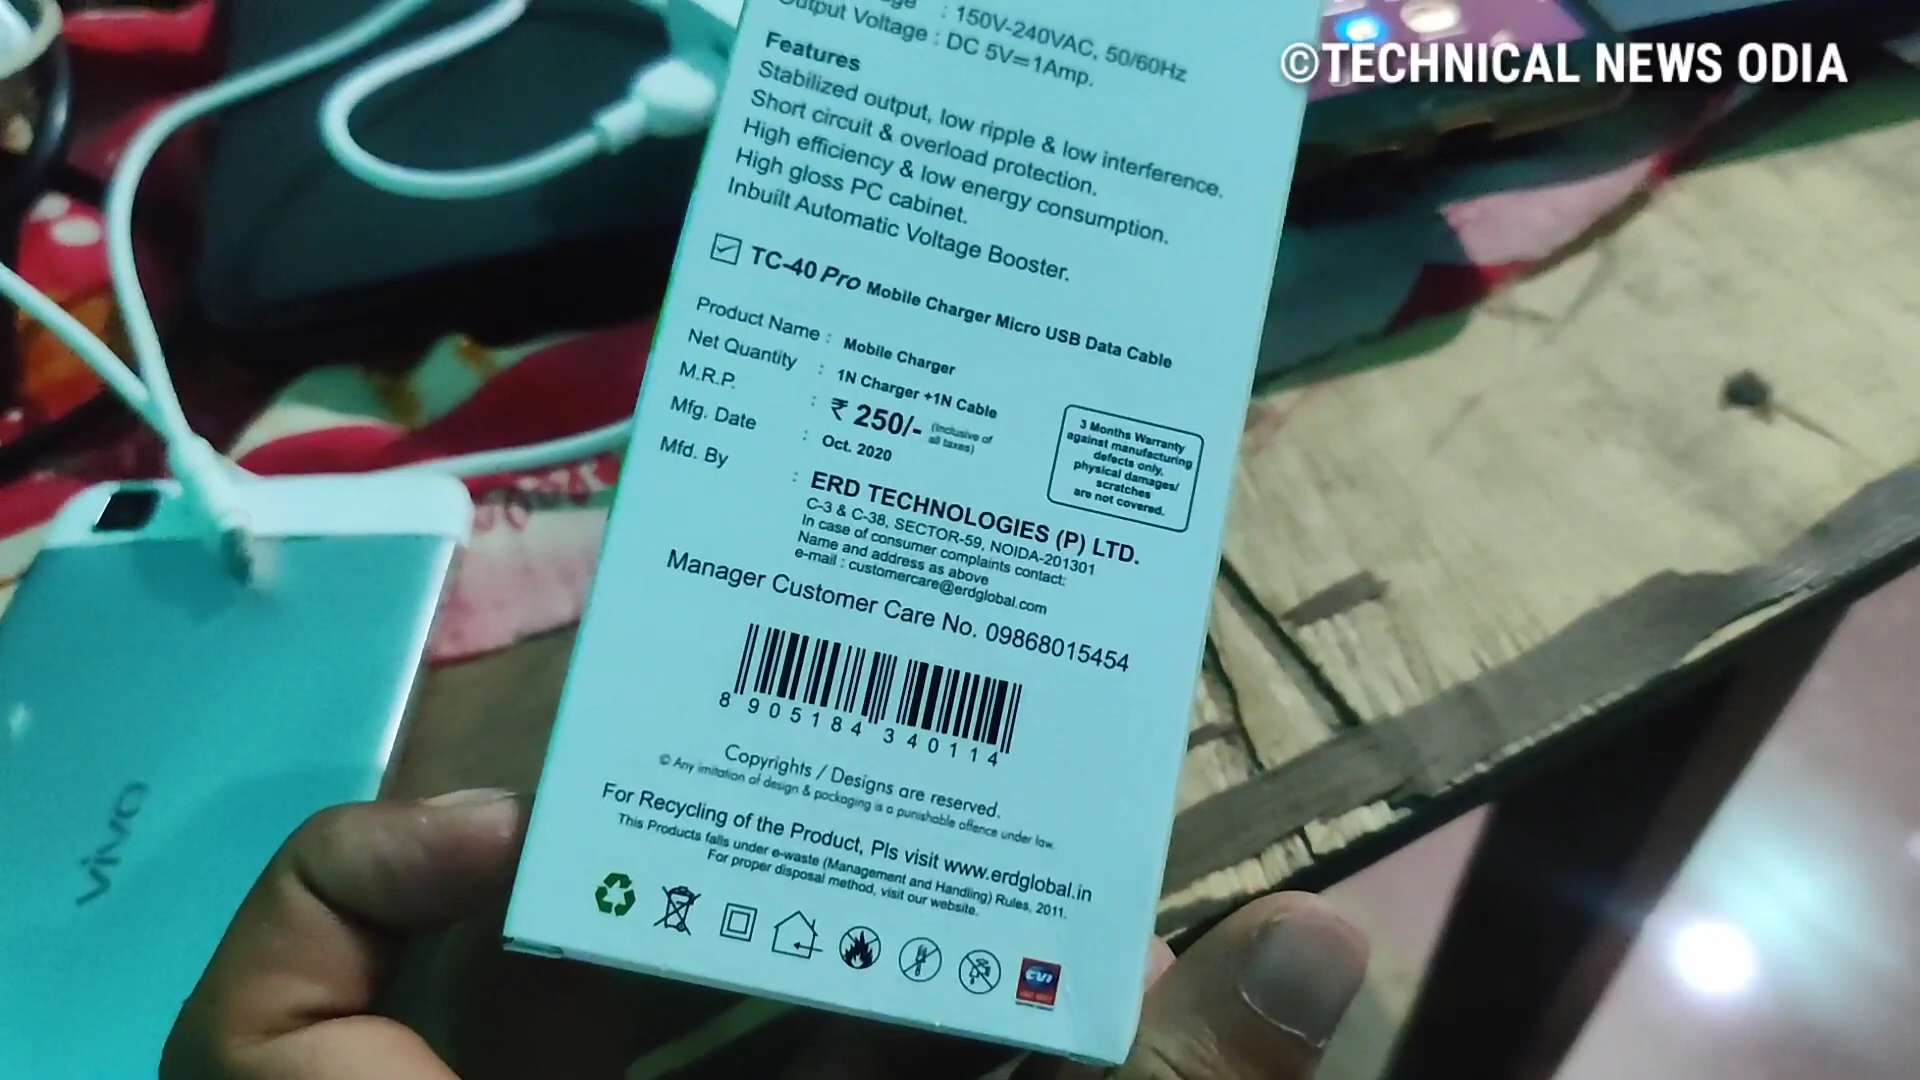 ©TECHNICAL NEWS ODIA
: 150V-240VAC, 50/60Hz
Output Voltage : DC 5V⎓1Amp.
Features
Stabilized output, low ripple & low interference.
Short circuit & overload protection.
High efficiency & low energy consumption.
High gloss PC cabinet.
Inbuilt Automatic Voltage Booster.
TC-40 Pro Mobile Charger Micro USB Data Cable
Product Name : Mobile Charger
Net Quantity : 1N Charger +1N Cable
M.R.P. : ₹ 250/- (Inclusive of all taxes)
Mfg. Date : Oct. 2020
Mfd. By : ERD TECHNOLOGIES (P) LTD.
C-3 & C-38, SECTOR-59, NOIDA-201301
In case of consumer complaints contact:
Name and address as above
e-mail : customercare@erdglobal.com
3 Months Warranty
against manufacturing
defects only,
physical damages/
scratches
are not covered.
Manager Customer Care No. 09868015454
8 905184 340114
Copyrights / Designs are reserved.
© Any imitation of design & packaging is a punishable offence under law.
For Recycling of the Product, Pls visit www.erdglobal.in
This Products falls under e-waste (Management and Handling) Rules, 2011.
For proper disposal method, visit our website.
vivo